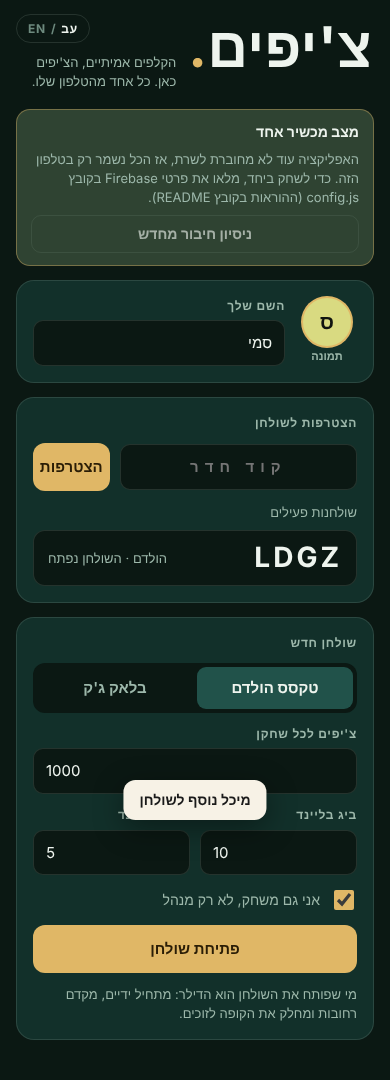 צ'יפים.
עב / EN
הקלפים אמיתיים, הצ'יפים
כאן. כל אחד מהטלפון שלו.
מצב מכשיר אחד
האפליקציה עוד לא מחוברת לשרת, אז הכל נשמר רק בטלפון
הזה. כדי לשחק ביחד, מלאו את פרטי Firebase בקובץ
config.js (ההוראות בקובץ README).
ניסיון חיבור מחדש
ס
תמונה
השם שלך
סמי
הצטרפות לשולחן
קוד חדר
הצטרפות
שולחנות פעילים
LDGZ
הולדם · השולחן נפתח
שולחן חדש
טקסס הולדם
בלאק ג'ק
צ'יפים לכל שחקן
1000
מיכל נוסף לשולחן
ביג בליינד
10
5
אני גם משחק, לא רק מנהל
פתיחת שולחן
מי שפותח את השולחן הוא הדילר: מתחיל ידיים, מקדם
רחובות ומחלק את הקופה לזוכים.